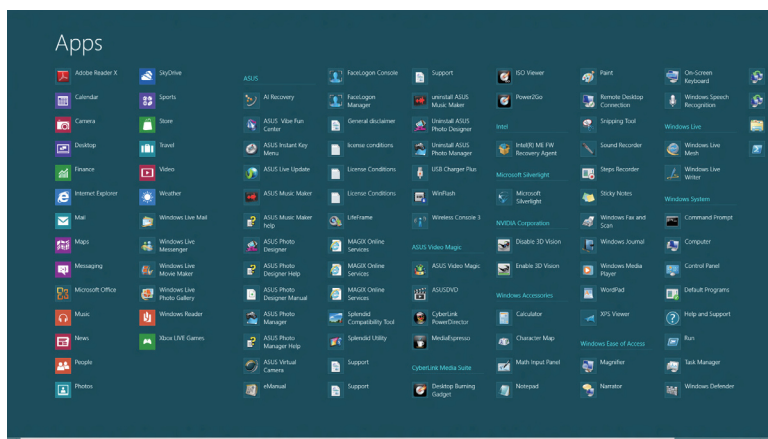 Apps
Adobe Reader X
Calendar
Camera
Desktop
Finance
Internet Explorer
Mail
Maps
Messaging
Microsoft Office
Music
News
People
Photos
SkyDrive
Sports
Store
Travel
Video
Weather
Windows Live Mail
Windows Live
Messenger
Windows Live
Movie Maker
Windows Live
Photo Gallery
Windows Reader
Xbox LIVE Games
ASUS
AI Recovery
ASUS Vibe Fun
Center
ASUS Instant Key
Menu
ASUS Live Update
ASUS Music Maker
ASUS Music Maker
help
ASUS Photo
Designer
ASUS Photo
Designer Help
ASUS Photo
Designer Manual
ASUS Photo
Manager
ASUS Photo
Manager Help
ASUS Virtual
Camera
eManual
FaceLogon Console
FaceLogon
Manager
General disclaimer
license conditions
License Conditions
License Conditions
LifeFrame
MAGIX Online
Services
MAGIX Online
Services
MAGIX Online
Services
Splendid
Compatibility Tool
Splendid Utility
Support
Support
Support
uninstall ASUS
Music Maker
Uninstall ASUS
Photo Designer
Uninstall ASUS
Photo Manager
USB Charger Plus
WinFlash
Wireless Console 3
ASUS Video Magic
ASUS Video Magic
ASUSDVD
CyberLink
PowerDirector
MediaEspresso
CyberLink Media Suite
Desktop Burning
Gadget
ISO Viewer
Power2Go
Intel
Intel(R) ME FW
Recovery Agent
Microsoft Silverlight
Microsoft
Silverlight
NVIDIA Corporation
Disable 3D Vision
Enable 3D Vision
Windows Accessories
Calculator
Character Map
Math Input Panel
Notepad
Paint
Remote Desktop
Connection
Snipping Tool
Sound Recorder
Steps Recorder
Sticky Notes
Windows Fax and
Scan
Windows Journal
Windows Media
Player
WordPad
XPS Viewer
Windows Ease of Access
Magnifier
Narrator
On-Screen
Keyboard
Windows Speech
Recognition
Windows Live
Windows Live
Mesh
Windows Live
Writer
Windows System
Command Prompt
Computer
Control Panel
Default Programs
Help and Support
Run
Task Manager
Windows Defender